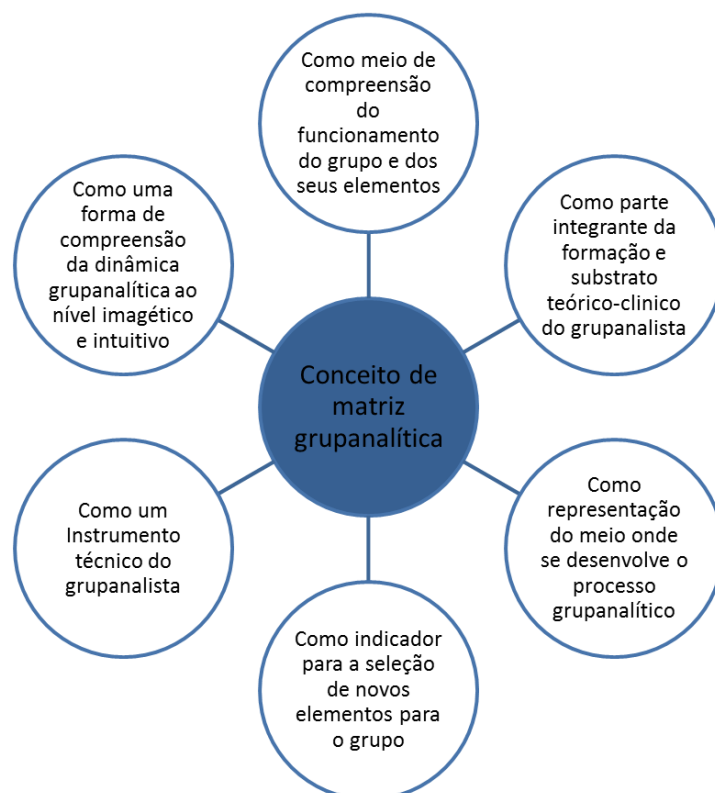 Como meio de
compreensão
do
funcionamento
do grupo e dos
seus elementos
Como uma
forma de
compreensão
da dinâmica
grupanalítica ao
nível imagético
e intuitivo
Como parte
integrante da
formação e
substrato
teórico-clinico
do grupanalista
Conceito de
matriz
grupanalítica
Como um
Instrumento
técnico do
grupanalista
Como
representação
do meio onde
se desenvolve o
processo
grupanalítico
Como indicador
para a seleção
de novos
elementos para
o grupo